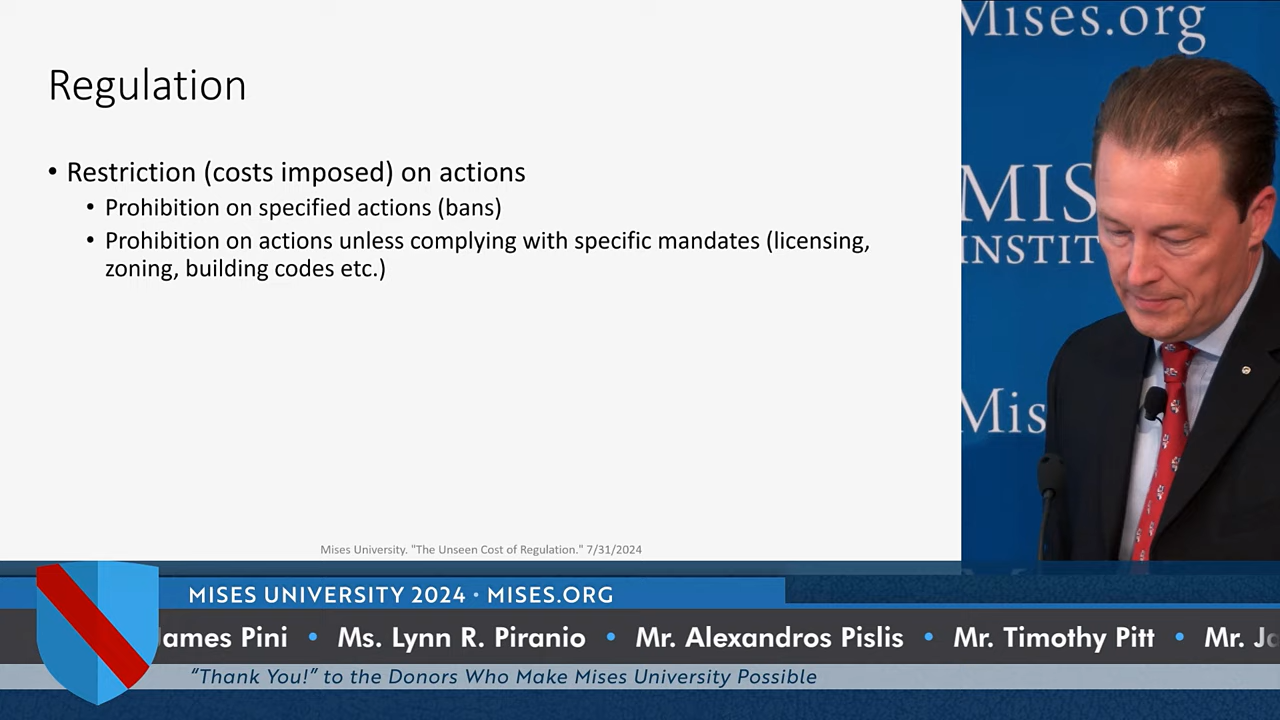 Regulation
• Restriction (costs imposed) on actions
• Prohibition on specified actions (bans)
• Prohibition on actions unless complying with specific mandates (licensing,
zoning, building codes etc.)
Mises University. "The Unseen Cost of Regulation." 7/31/2024
Mises.org
MIS
INSTIT
Mis
MISES UNIVERSITY 2024 • MISES.ORG
James Pini • Ms. Lynn R. Piranio • Mr. Alexandros Pislis • Mr. Timothy Pitt • Mr.
“Thank You!” to the Donors Who Make Mises University Possible